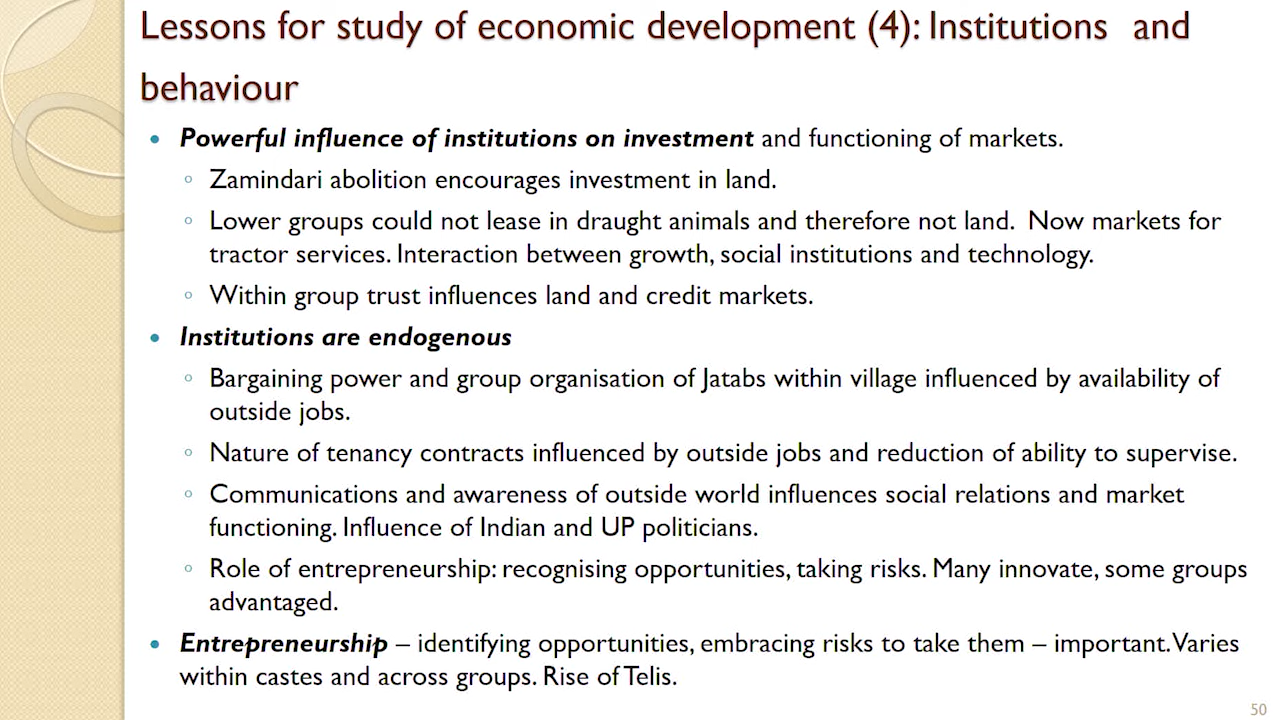 Lessons for study of economic development (4): Institutions and
behaviour
• Powerful influence of institutions on investment and functioning of markets.
◦ Zamindari abolition encourages investment in land.
◦ Lower groups could not lease in draught animals and therefore not land. Now markets for
tractor services. Interaction between growth, social institutions and technology.
◦ Within group trust influences land and credit markets.
• Institutions are endogenous
◦ Bargaining power and group organisation of Jatabs within village influenced by availability of
outside jobs.
◦ Nature of tenancy contracts influenced by outside jobs and reduction of ability to supervise.
◦ Communications and awareness of outside world influences social relations and market
functioning. Influence of Indian and UP politicians.
◦ Role of entrepreneurship: recognising opportunities, taking risks. Many innovate, some groups
advantaged.
• Entrepreneurship – identifying opportunities, embracing risks to take them – important. Varies
within castes and across groups. Rise of Telis.
50